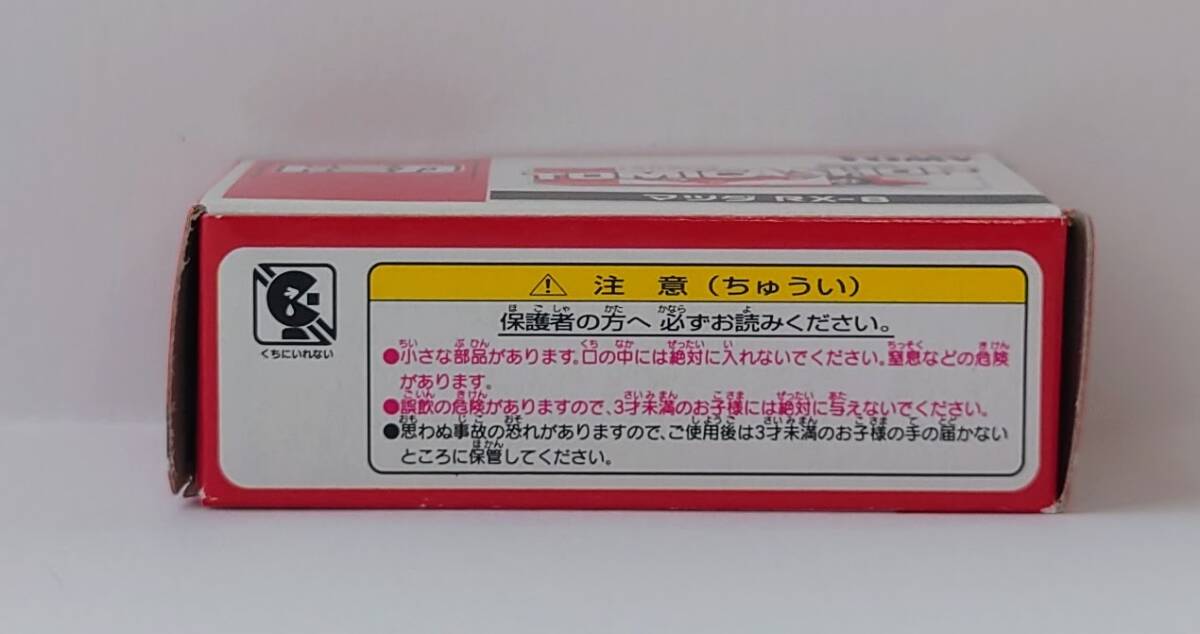 マツダ RX-8
くちにいれない
⚠ 注 意 (ちゅうい)
保護者の方へ 必ずお読みください。
●小さな部品があります。口の中には絶対に入れないでください。窒息などの危険
があります。
●誤飲の危険がありますので、3才未満のお子様には絶対に与えないでください。
●思わぬ事故の恐れがありますので、ご使用後は3才未満のお子様の手の届かない
ところに保管してください。